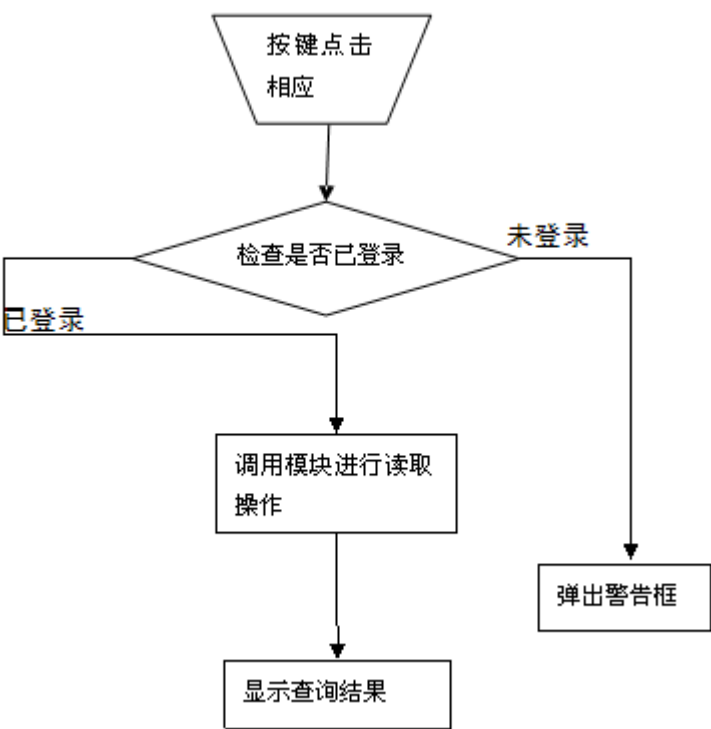 按键点击
相应
检查是否已登录
未登录
已登录
调用模块进行读取
操作
弹出警告框
显示查询结果